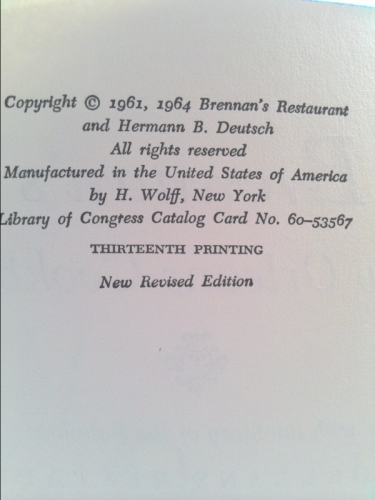 Copyright © 1961, 1964 Brennan's Restaurant
and Hermann B. Deutsch
All rights reserved
Manufactured in the United States of America
by H. Wolff, New York
Library of Congress Catalog Card No. 60–53567
THIRTEENTH PRINTING
New Revised Edition